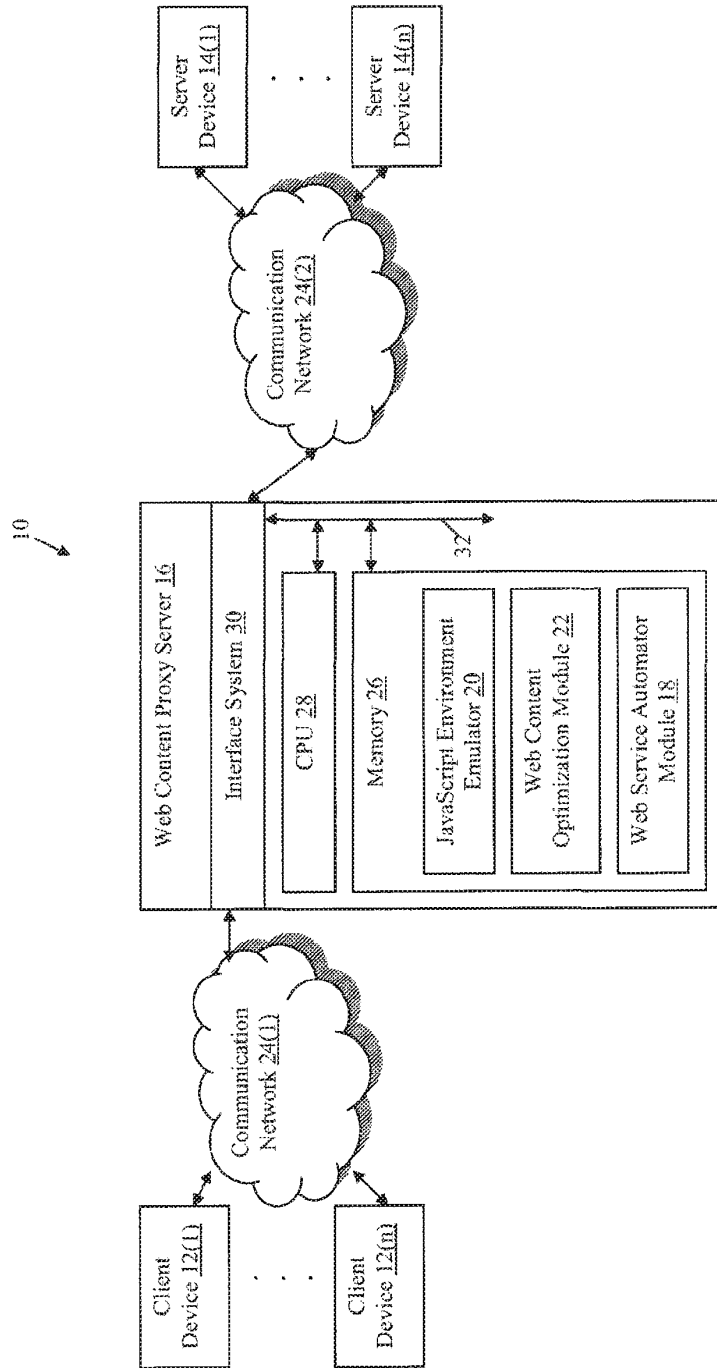 10
Client
Device 12(1)
. . .
Client
Device 12(n)
Communication
Network 24(1)
Web Content Proxy Server 16
Interface System 30
CPU 28
Memory 26
JavaScript Environment
Emulator 20
Web Content
Optimization Module 22
Web Service Automator
Module 18
32
Communication
Network 24(2)
Server
Device 14(1)
. . .
Server
Device 14(n)